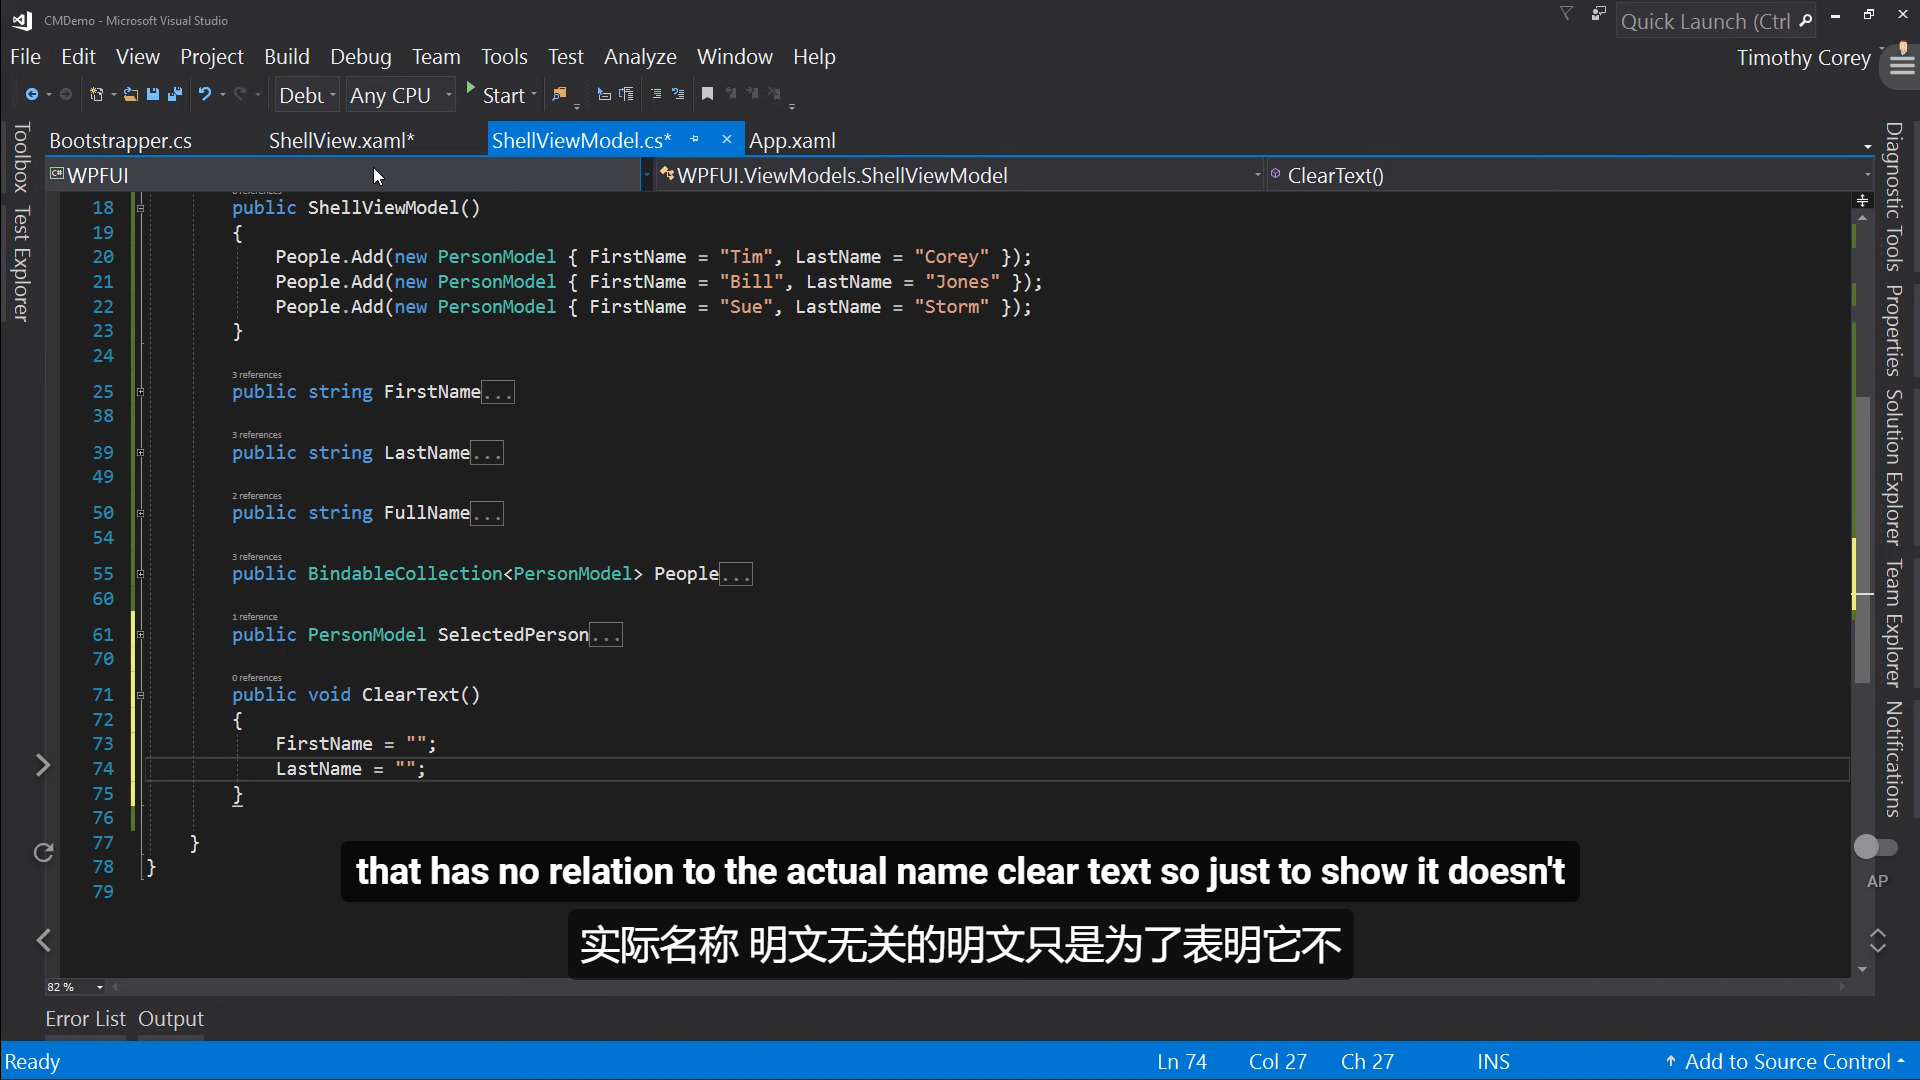 CMDemo - Microsoft Visual Studio
Quick Launch (Ctrl
File Edit View Project Build Debug Team Tools Test Analyze Window Help
Timothy Corey
Debu Any CPU Start
Bootstrapper.cs ShellView.xaml* ShellViewModel.cs* App.xaml
WPFUI WPFUI.ViewModels.ShellViewModel ClearText()
Toolbox
Test Explorer
18 public ShellViewModel()
19 {
20 People.Add(new PersonModel { FirstName = "Tim", LastName = "Corey" });
21 People.Add(new PersonModel { FirstName = "Bill", LastName = "Jones" });
22 People.Add(new PersonModel { FirstName = "Sue", LastName = "Storm" });
23 }
24
3 references
25 public string FirstName...
38
3 references
39 public string LastName...
49
2 references
50 public string FullName...
54
3 references
55 public BindableCollection<PersonModel> People...
60
1 reference
61 public PersonModel SelectedPerson...
70
0 references
71 public void ClearText()
72 {
73 FirstName = "";
74 LastName = "";
75 }
76
77 }
78 }
79
Diagnostic Tools
Properties
Solution Explorer
Team Explorer
Notifications
AP
that has no relation to the actual name clear text so just to show it doesn't
实际名称 明文无关的明文只是为了表明它不
82 %
Error List Output
Ready Ln 74 Col 27 Ch 27 INS Add to Source Control